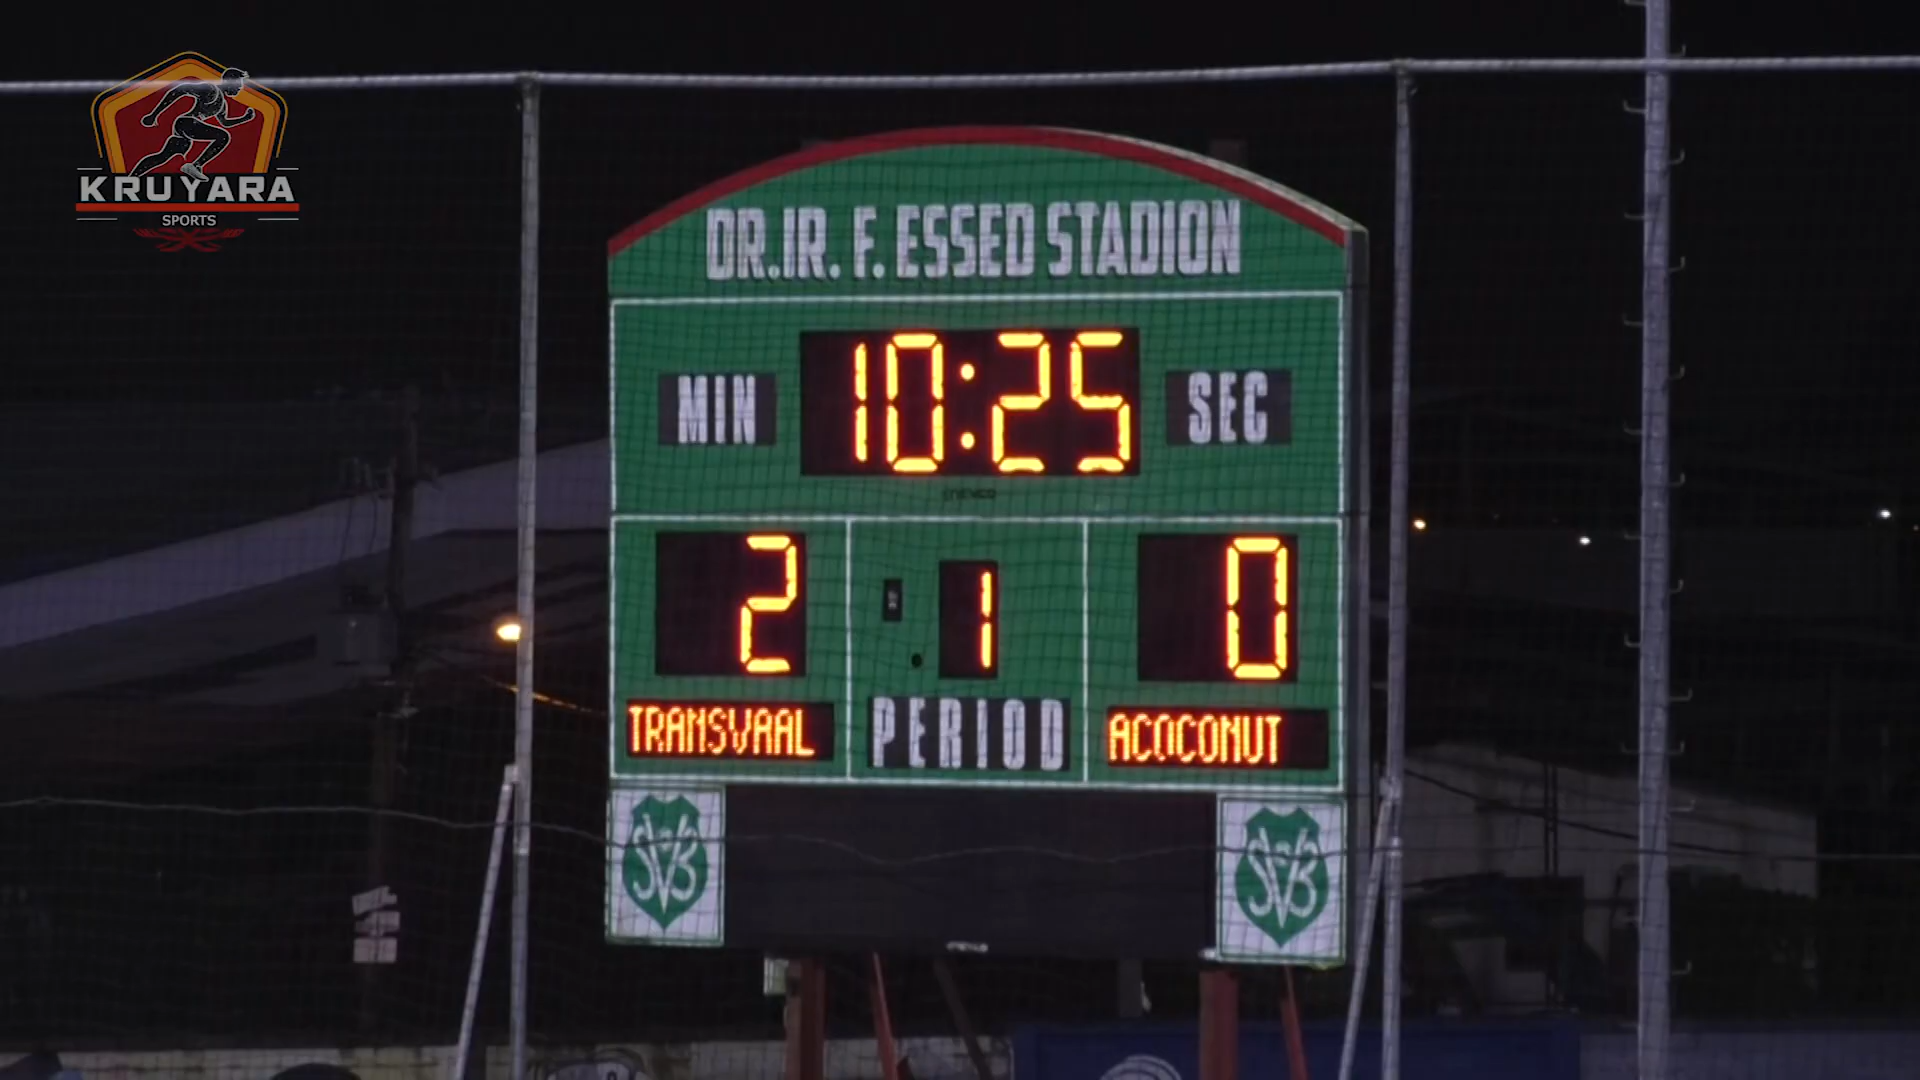 KRUYARA
SPORTS
DR.IR. F. ESSED STADION
MIN 10:25 SEC
2 1 0
TRANSVAAL PERIOD ACOCONUT
SVB SVB